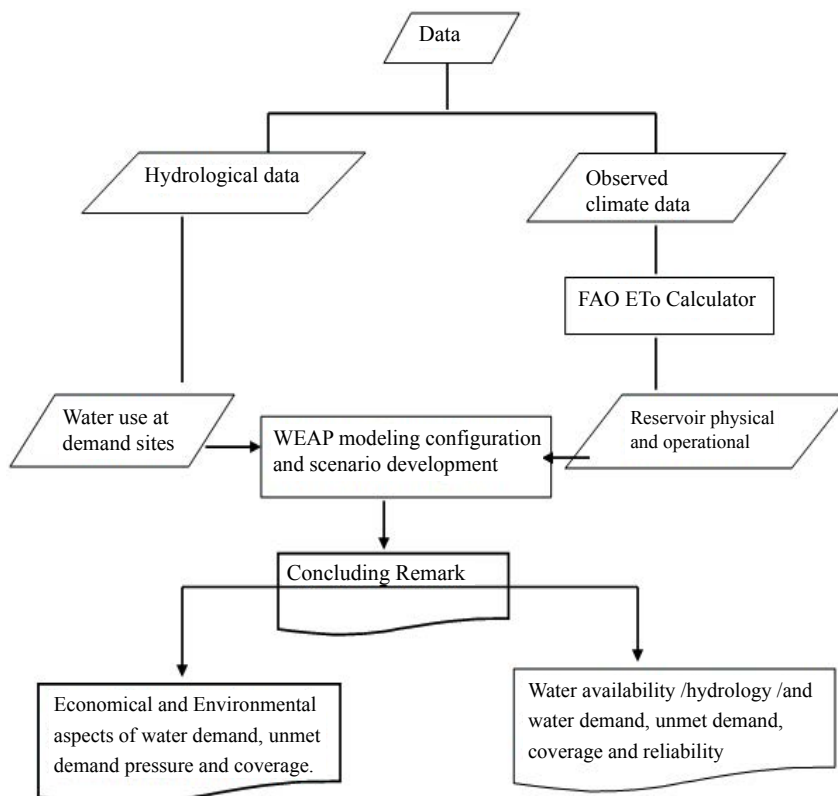 Data
Hydrological data
Observed
climate data
FAO ETo Calculator
Water use at
demand sites
WEAP modeling configuration
and scenario development
Reservoir physical
and operational
Concluding Remark
Economical and Environmental
aspects of water demand, unmet
demand pressure and coverage.
Water availability /hydrology /and
water demand, unmet demand,
coverage and reliability